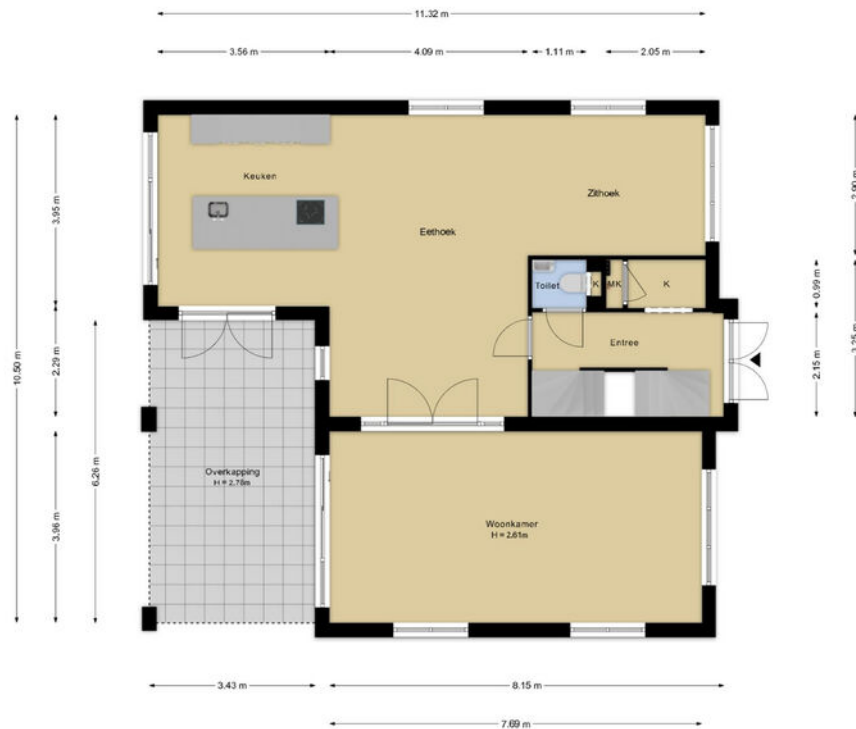 11.32 m
3.56 m
4.09 m
1.11 m
2.05 m
Keuken
Zithoek
Eethoek
Toilet
K
MK
K
Entree
Overkapping
H = 2.78m
Woonkamer
H = 2.61m
10.50 m
3.95 m
2.29 m
3.96 m
6.26 m
2.90 m
0.99 m
2.15 m
3.43 m
8.15 m
7.69 m